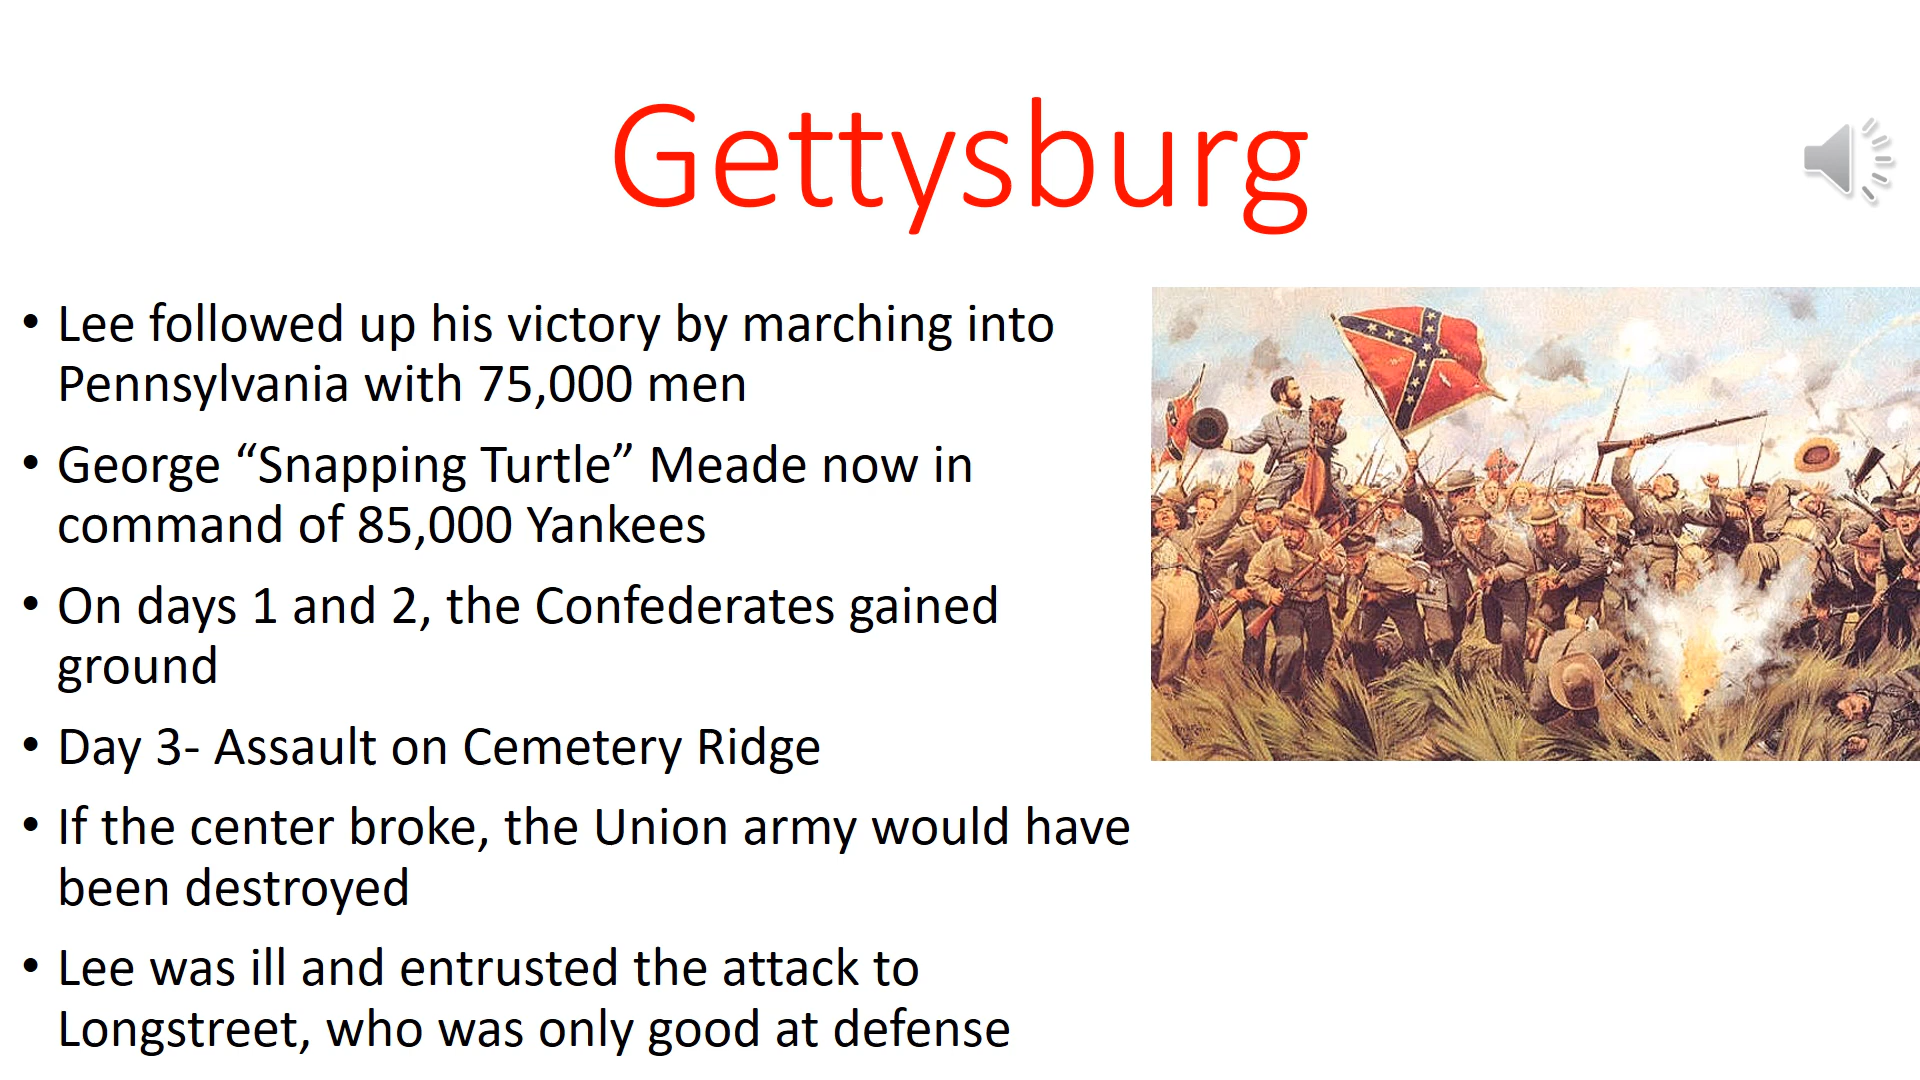 Gettysburg
• Lee followed up his victory by marching into
Pennsylvania with 75,000 men
• George “Snapping Turtle” Meade now in
command of 85,000 Yankees
• On days 1 and 2, the Confederates gained
ground
• Day 3- Assault on Cemetery Ridge
• If the center broke, the Union army would have
been destroyed
• Lee was ill and entrusted the attack to
Longstreet, who was only good at defense